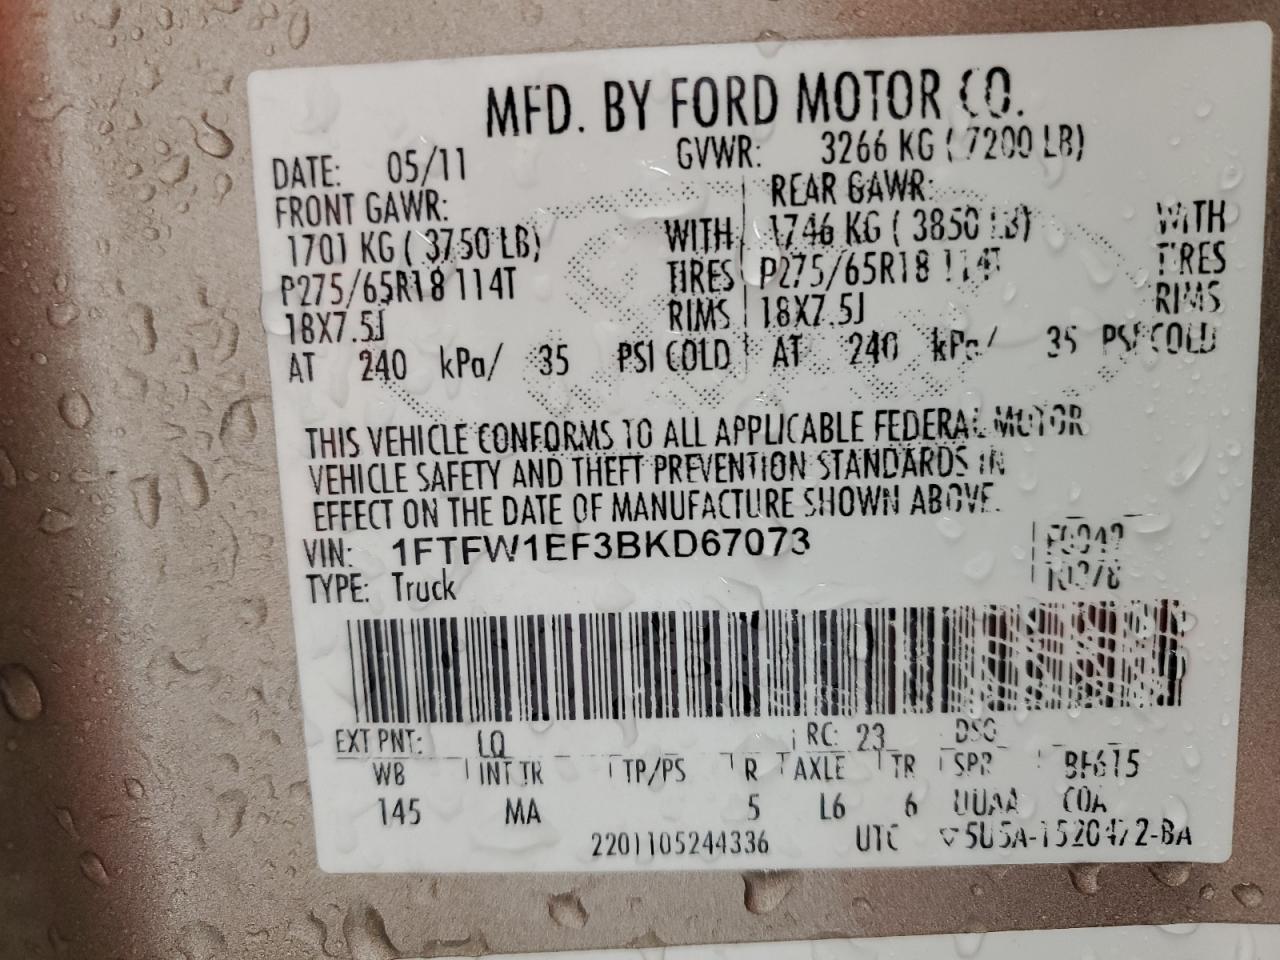 MFD. BY FORD MOTOR CO.
DATE: 05/11 GVWR: 3266 KG ( 7200 LB)
FRONT GAWR: REAR GAWR:
1701 KG ( 3750 LB) WITH 1746 KG ( 3850 LB) WITH
P275/65R18 114T TIRES P275/65R18 114T TIRES
18X7.5J RIMS 18X7.5J RIMS
AT 240 kPa/ 35 PSI COLD AT 240 kPa/ 35 PSI COLD
THIS VEHICLE CONFORMS TO ALL APPLICABLE FEDERAL MOTOR
VEHICLE SAFETY AND THEFT PREVENTION STANDARDS IN
EFFECT ON THE DATE OF MANUFACTURE SHOWN ABOVE.
VIN: 1FTFW1EF3BKD67073
TYPE: Truck
EXT PNT: LQ RC: 23 DSO
WB INT TR TP/PS R AXLE TR SPR
145 MA 5 L6 6 UUAA
2201105244336 UTC